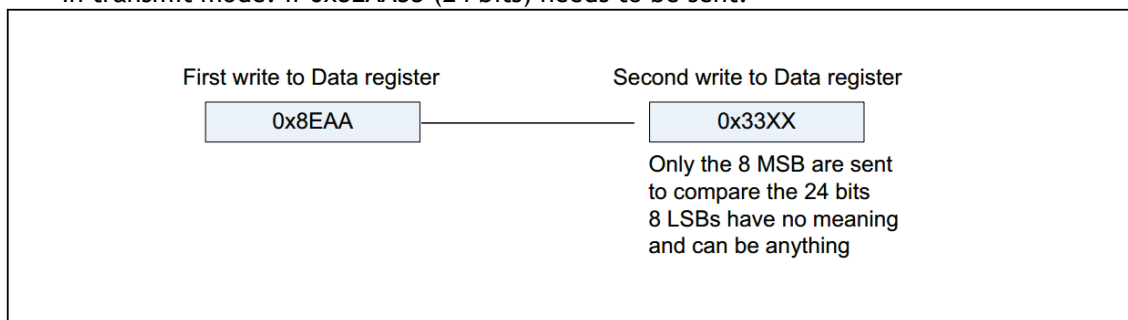 First write to Data register
Second write to Data register
0x8EAA
0x33XX
Only the 8 MSB are sent
to compare the 24 bits
8 LSBs have no meaning
and can be anything